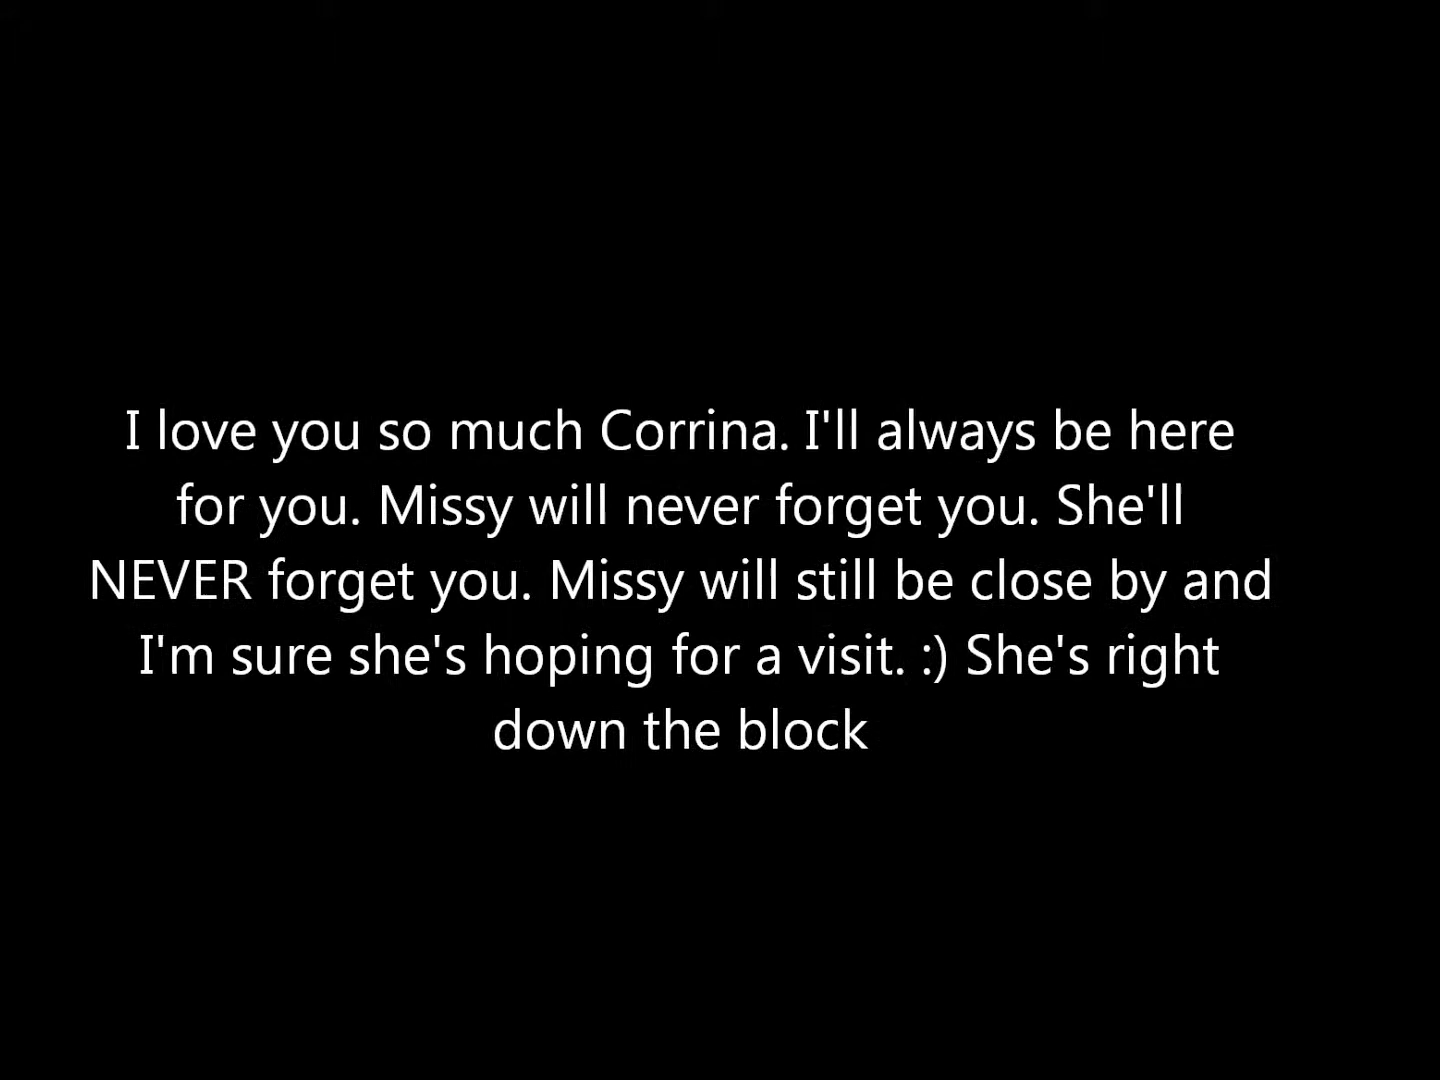 I love you so much Corrina. I'll always be here
for you. Missy will never forget you. She'll
NEVER forget you. Missy will still be close by and
I'm sure she's hoping for a visit. :) She's right
down the block